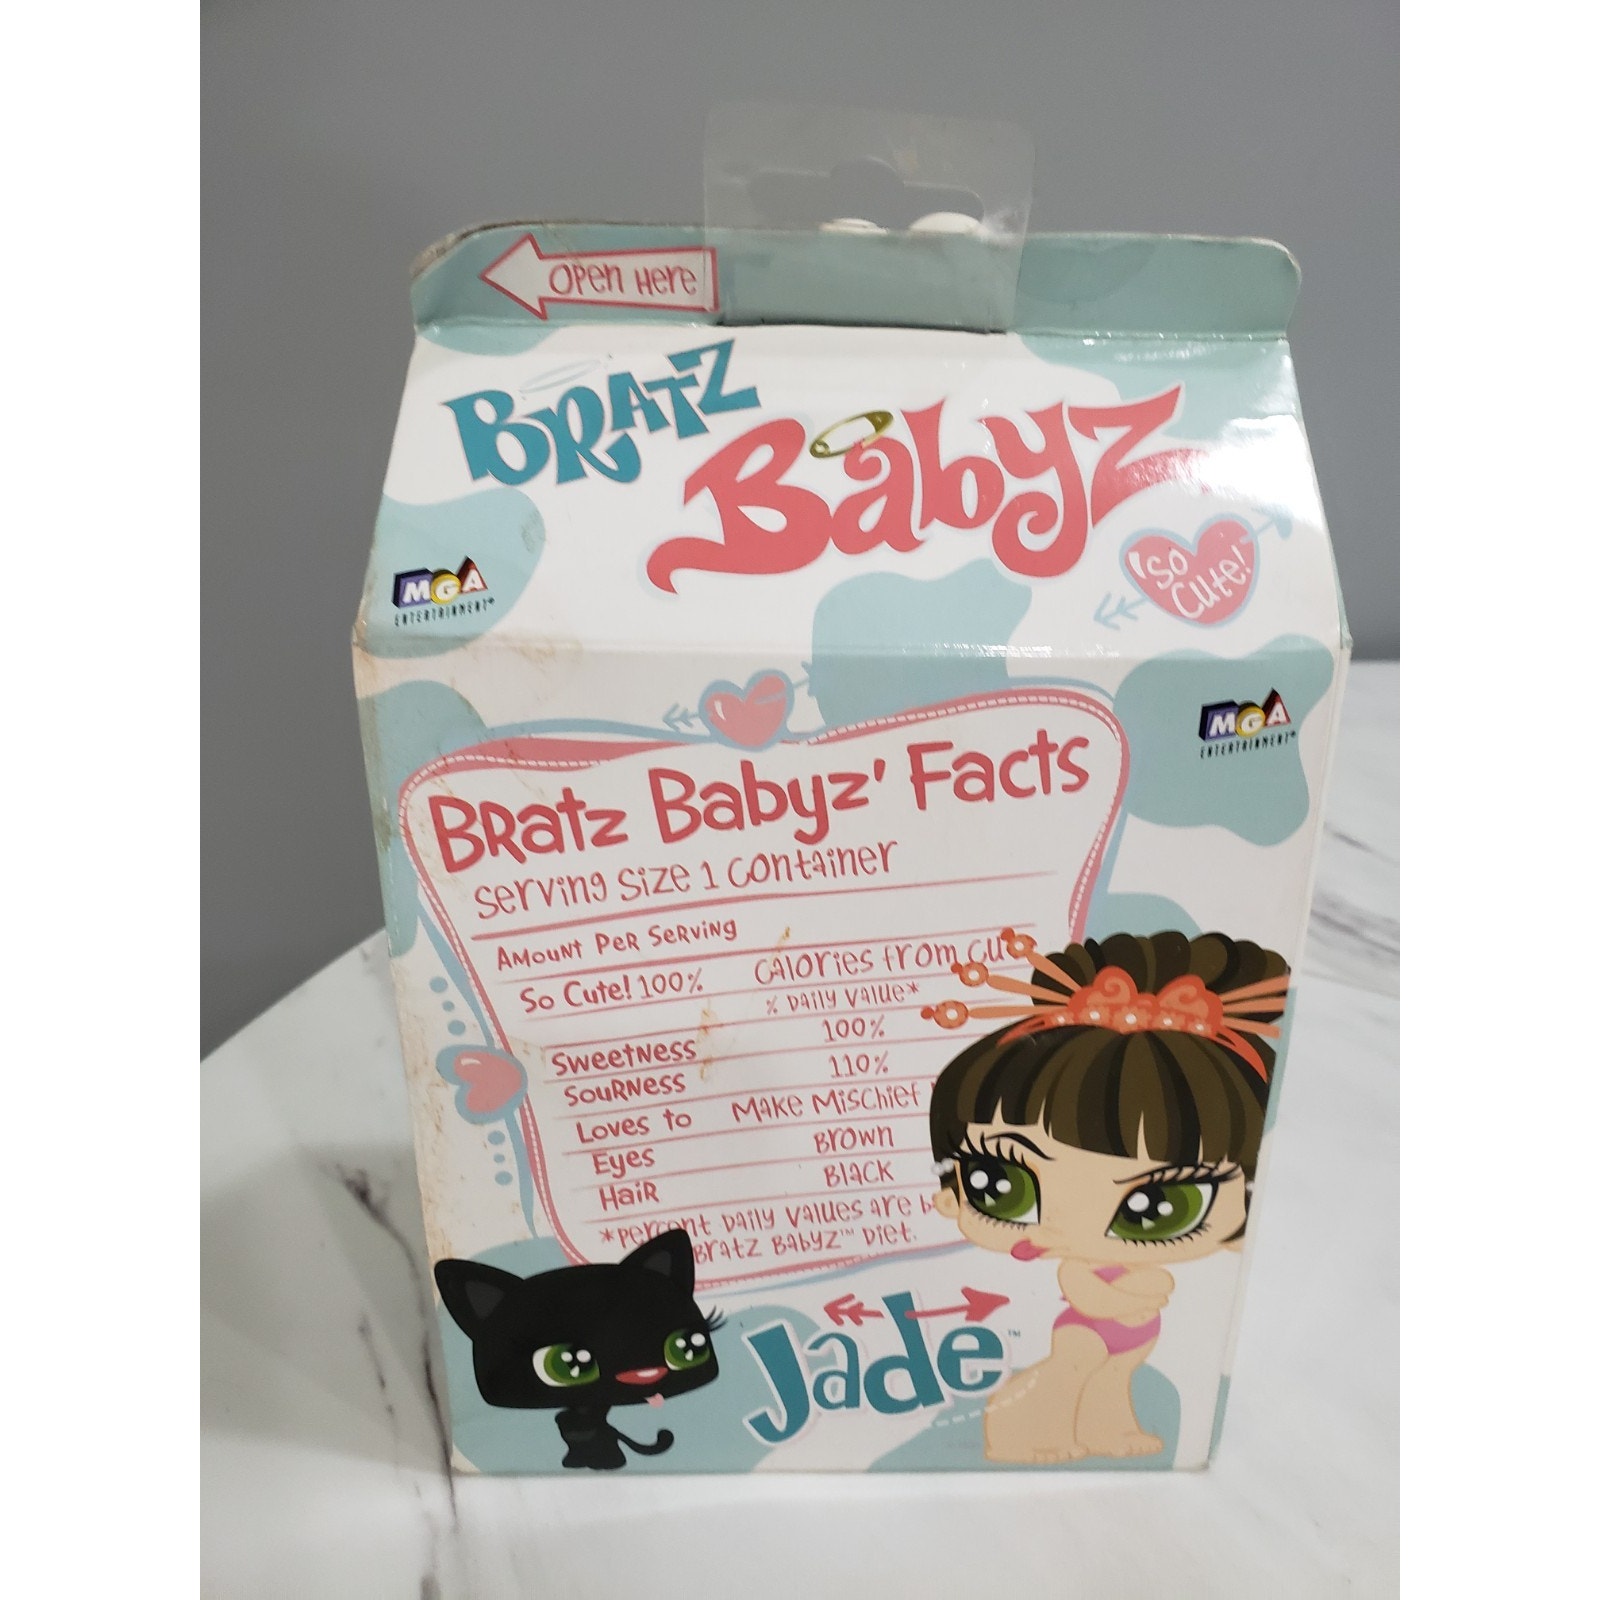 OPEN HERE
BRATZ
Babyz
"So
Cute!
MGA
ENTERTAINMENT
MGA
ENTERTAINMENT
BRatz Babyz' Facts
serving size 1 container
Amount Per Serving
So Cute! 100% Calories from
% Daily Value*
Sweetness 100%
Sourness 110%
Loves to Make Mischief
Eyes Brown
Hair Black
*percent Daily Values are
Bratz Babyz™ Diet.
Jade™